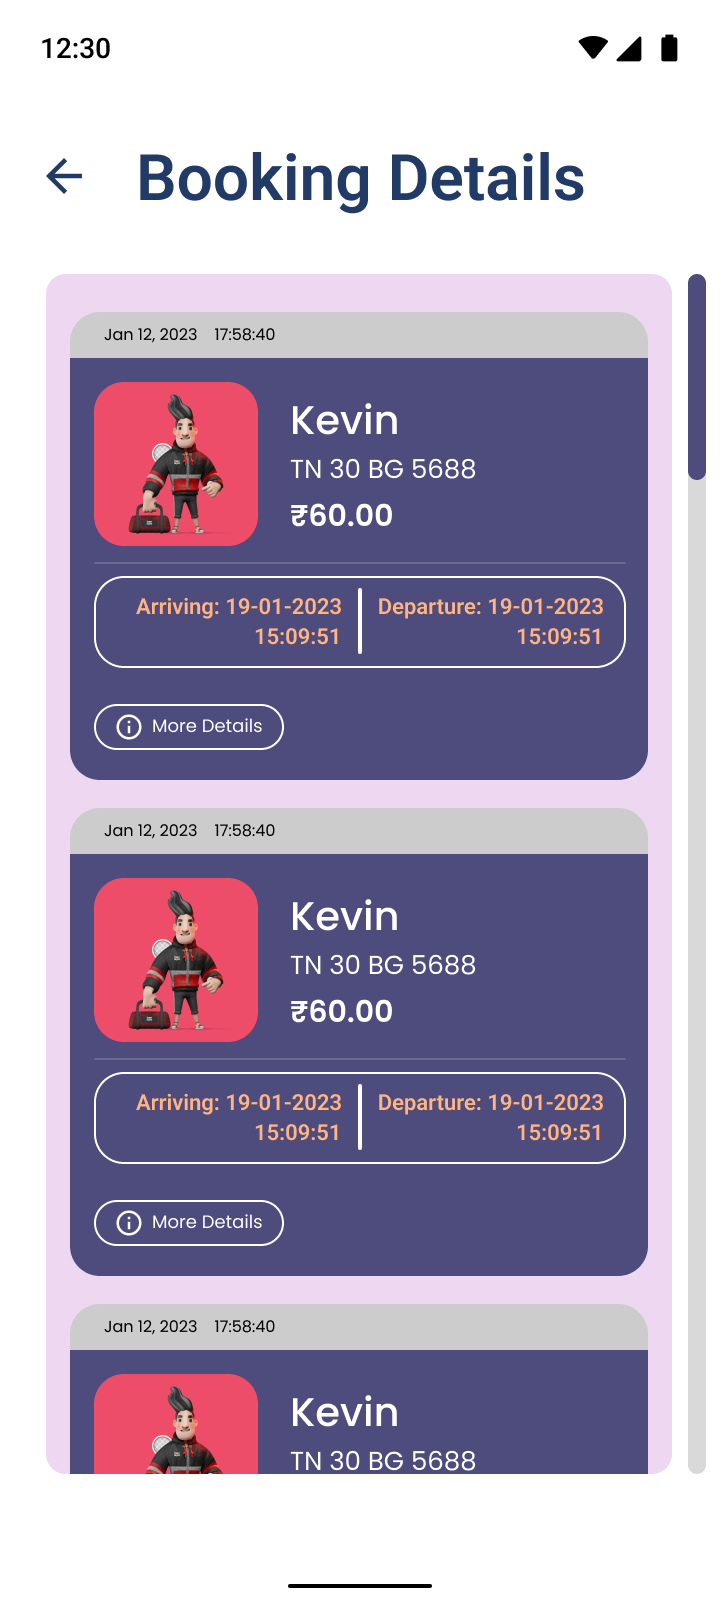 12:30
Booking Details
Jan 12, 2023 17:58:40
Kevin
TN 30 BG 5688
₹60.00
Arriving: 19-01-2023
15:09:51
Departure: 19-01-2023
15:09:51
More Details
Jan 12, 2023 17:58:40
Kevin
TN 30 BG 5688
₹60.00
Arriving: 19-01-2023
15:09:51
Departure: 19-01-2023
15:09:51
More Details
Jan 12, 2023 17:58:40
Kevin
TN 30 BG 5688